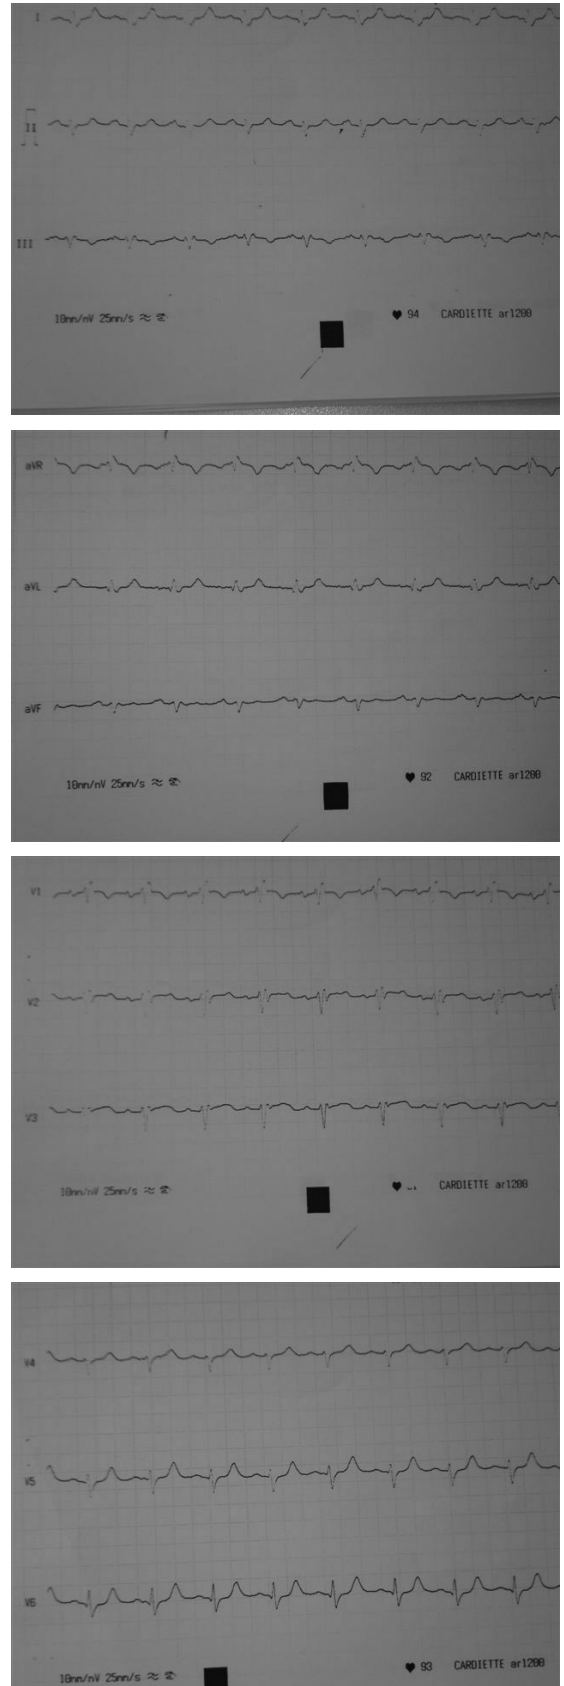 I
II
III
10mm/mV 25mm/s ♥ 94 CARDIETTE ar1200
aVR
aVL
aVF
10mm/mV 25mm/s ♥ 92 CARDIETTE ar1200
V1
V2
V3
10mm/mV 25mm/s ♥ CARDIETTE ar1200
V4
V5
V6
10mm/mV 25mm/s ♥ 93 CARDIETTE ar1200